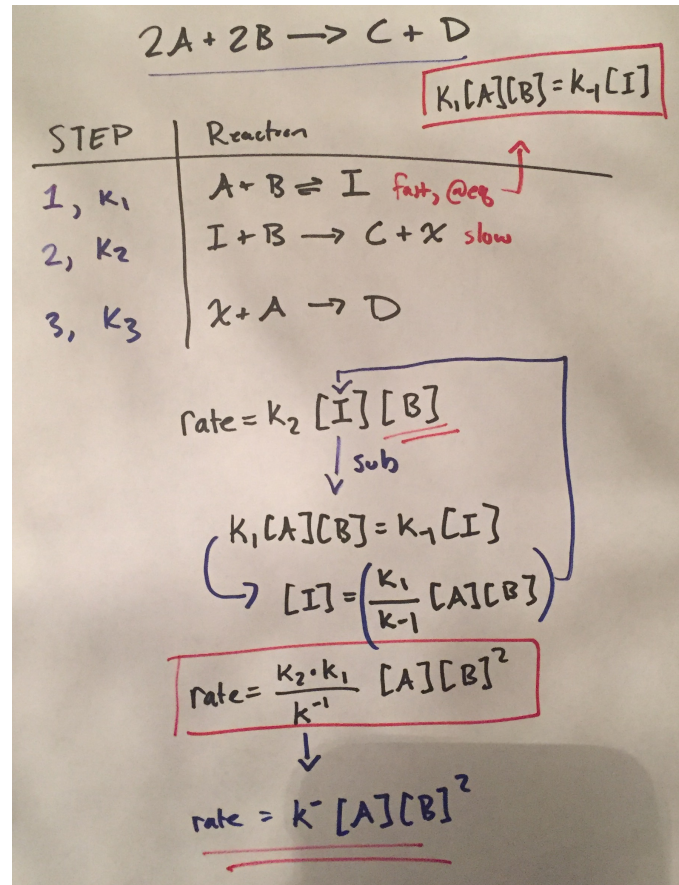 2A + 2B → C + D
K₁[A][B] = K₋₁[I]
STEP | Reaction
1, K₁ | A + B ⇌ I fast, @eq
2, K₂ | I + B → C + X slow
3, K₃ | X + A → D
rate = K₂ [I][B]
sub
K₁[A][B] = K₋₁[I]
[I] = (K₁/K-1 [A][B])
rate = K₂·K₁/K⁻¹ [A][B]²
rate = K⁻ [A][B]²